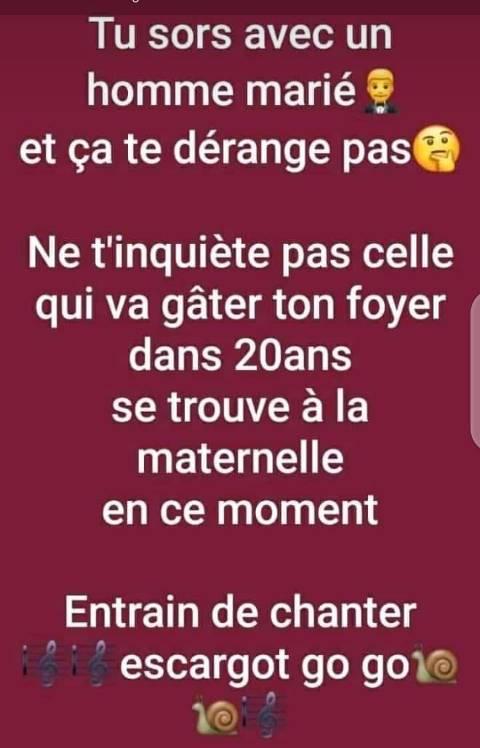 Tu sors avec un
homme marié🤵
et ça te dérange pas🤔
Ne t'inquiète pas celle
qui va gâter ton foyer
dans 20ans
se trouve à la
maternelle
en ce moment
Entrain de chanter
🎼🎼escargot go go🐌
🐌🎼